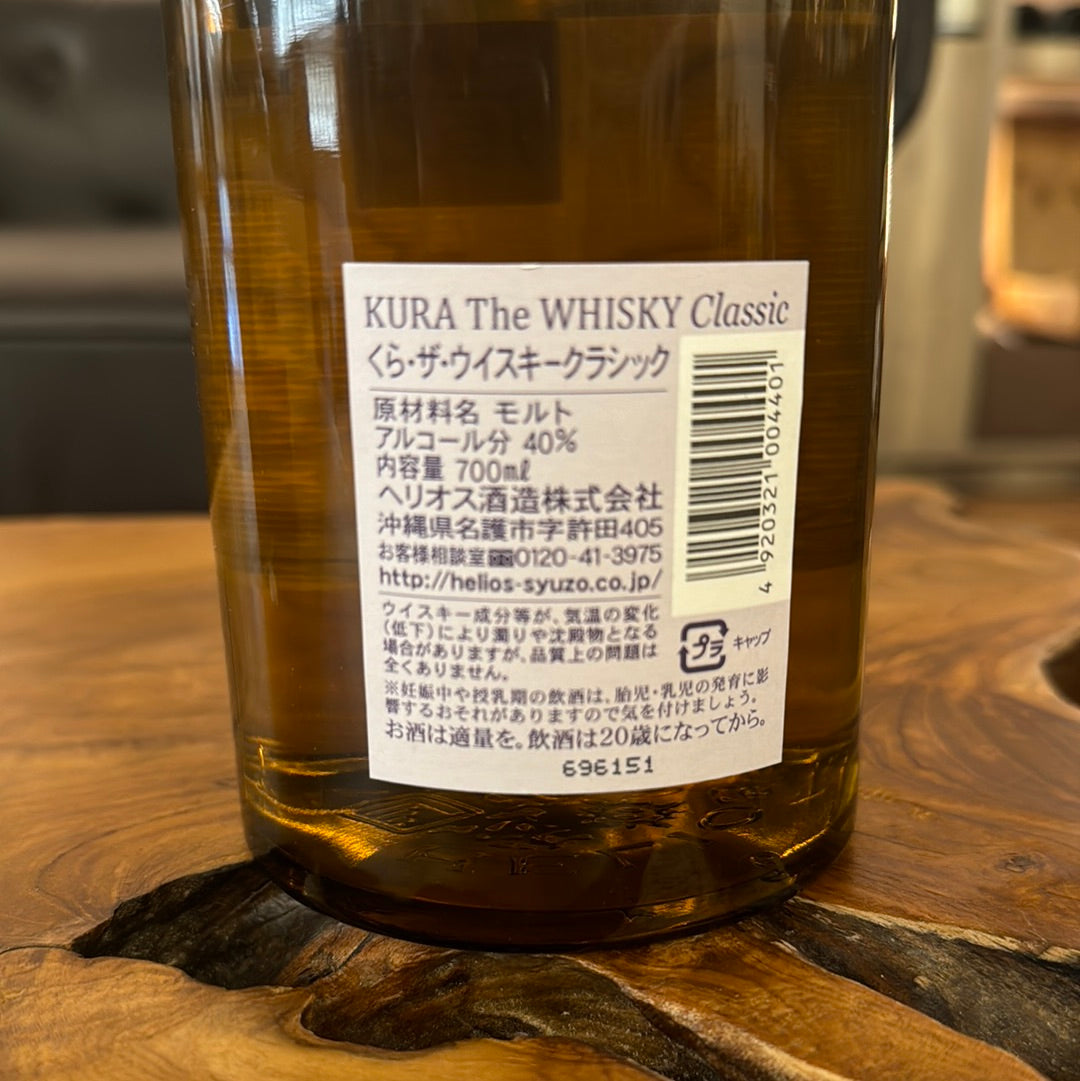 KURA The WHISKY Classic
くら・ザ・ウイスキークラシック
原材料名 モルト
アルコール分 40%
内容量 700mℓ
ヘリオス酒造株式会社
沖縄県名護市字許田405
お客様相談室 0120-41-3975
http://helios-syuzo.co.jp/
ウイスキー成分等が、気温の変化
(低下)により濁りや沈殿物となる
場合がありますが、品質上の問題は
全くありません。
※妊娠中や授乳期の飲酒は、胎児・乳児の発育に影
響するおそれがありますので気を付けましょう。
お酒は適量を。飲酒は20歳になってから。
696151
4 920321 004401
プラ キャップ